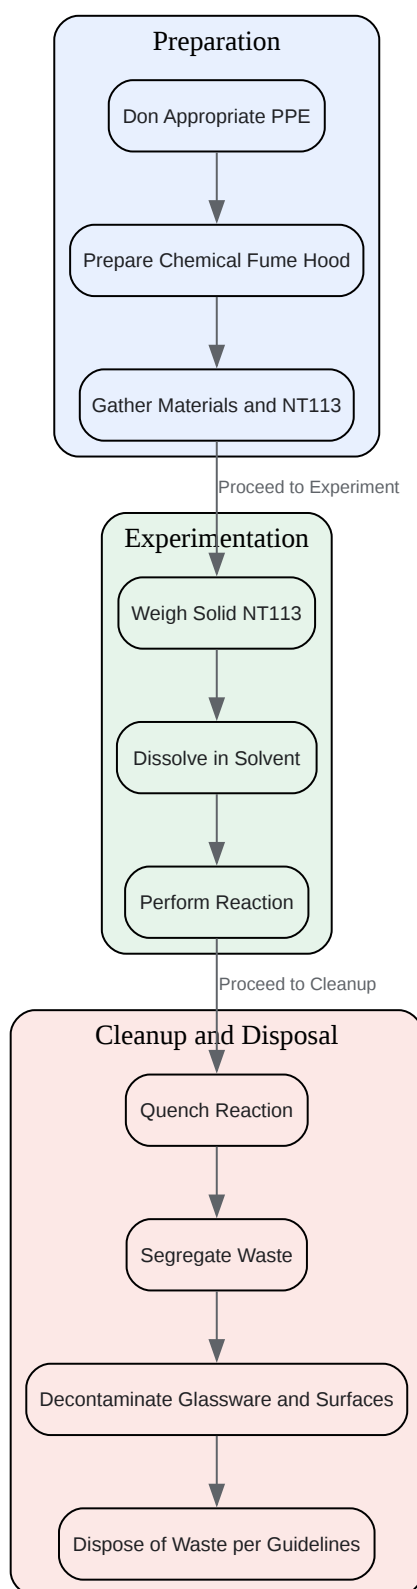 Preparation
Don Appropriate PPE
Prepare Chemical Fume Hood
Gather Materials and NT113
Proceed to Experiment
Experimentation
Weigh Solid NT113
Dissolve in Solvent
Perform Reaction
Proceed to Cleanup
Cleanup and Disposal
Quench Reaction
Segregate Waste
Decontaminate Glassware and Surfaces
Dispose of Waste per Guidelines